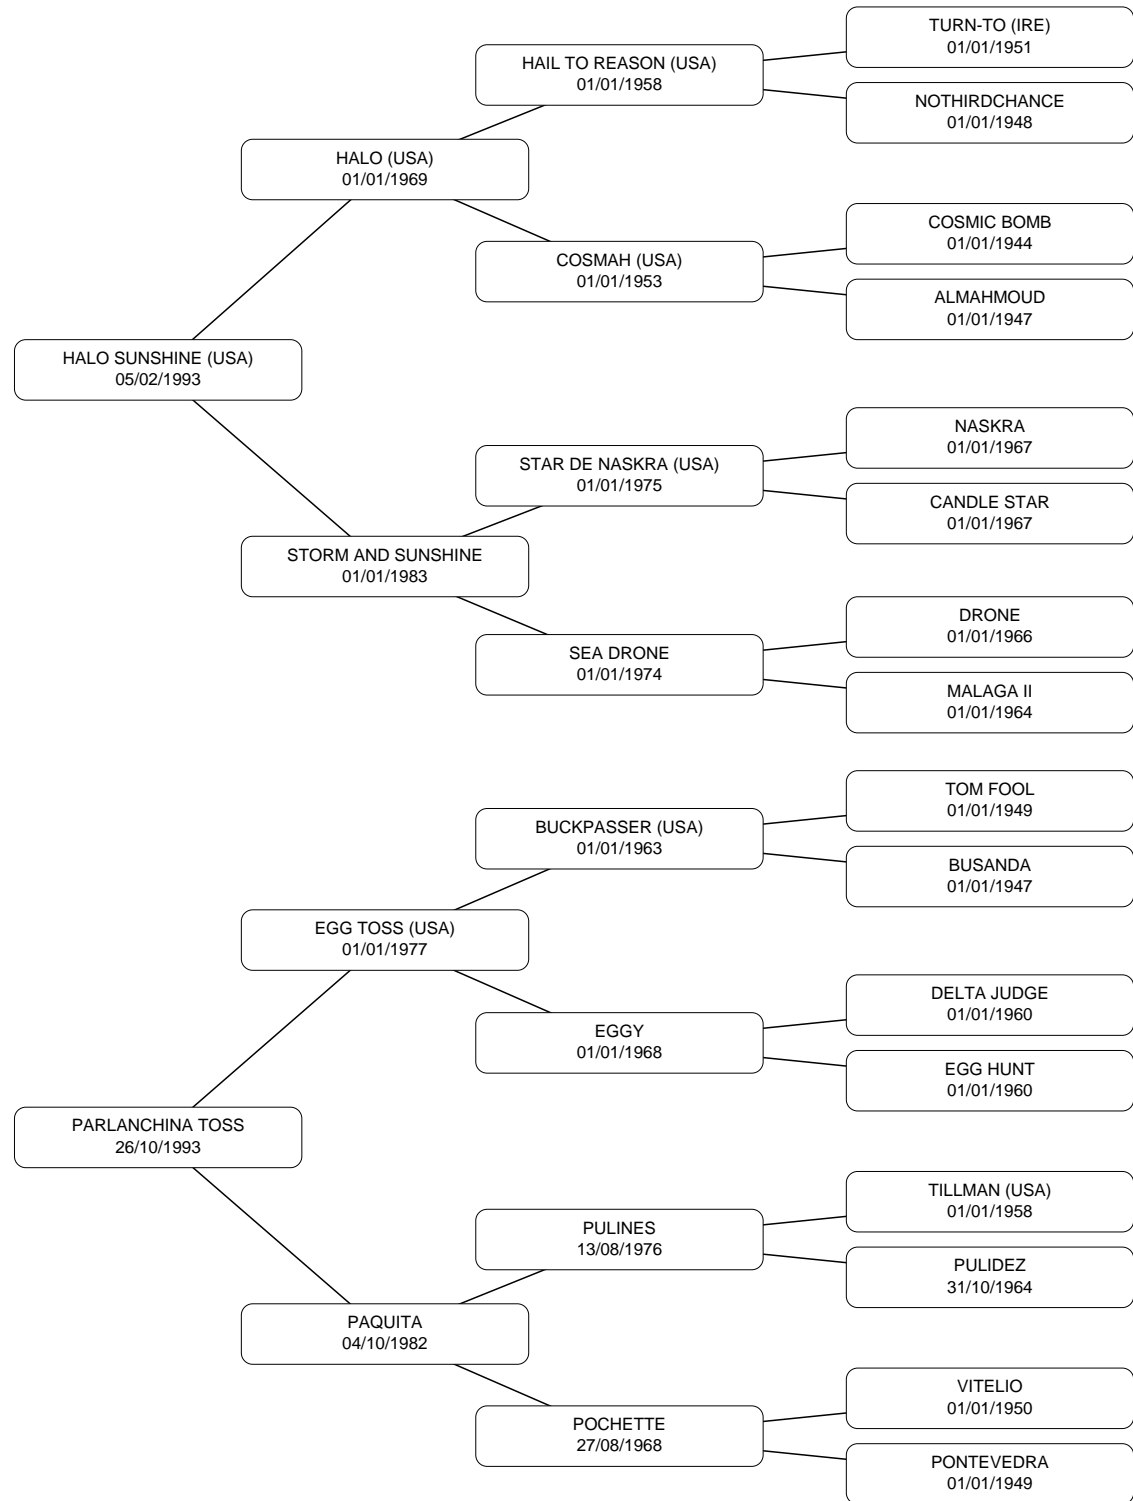 TURN-TO (IRE)
01/01/1951
HAIL TO REASON (USA)
01/01/1958
NOTHIRDCHANCE
01/01/1948
HALO (USA)
01/01/1969
COSMIC BOMB
01/01/1944
COSMAH (USA)
01/01/1953
ALMAHMOUD
01/01/1947
HALO SUNSHINE (USA)
05/02/1993
NASKRA
01/01/1967
STAR DE NASKRA (USA)
01/01/1975
CANDLE STAR
01/01/1967
STORM AND SUNSHINE
01/01/1983
DRONE
01/01/1966
SEA DRONE
01/01/1974
MALAGA II
01/01/1964
TOM FOOL
01/01/1949
BUCKPASSER (USA)
01/01/1963
BUSANDA
01/01/1947
EGG TOSS (USA)
01/01/1977
DELTA JUDGE
01/01/1960
EGGY
01/01/1968
EGG HUNT
01/01/1960
PARLANCHINA TOSS
26/10/1993
TILLMAN (USA)
01/01/1958
PULINES
13/08/1976
PULIDEZ
31/10/1964
PAQUITA
04/10/1982
VITELIO
01/01/1950
POCHETTE
27/08/1968
PONTEVEDRA
01/01/1949